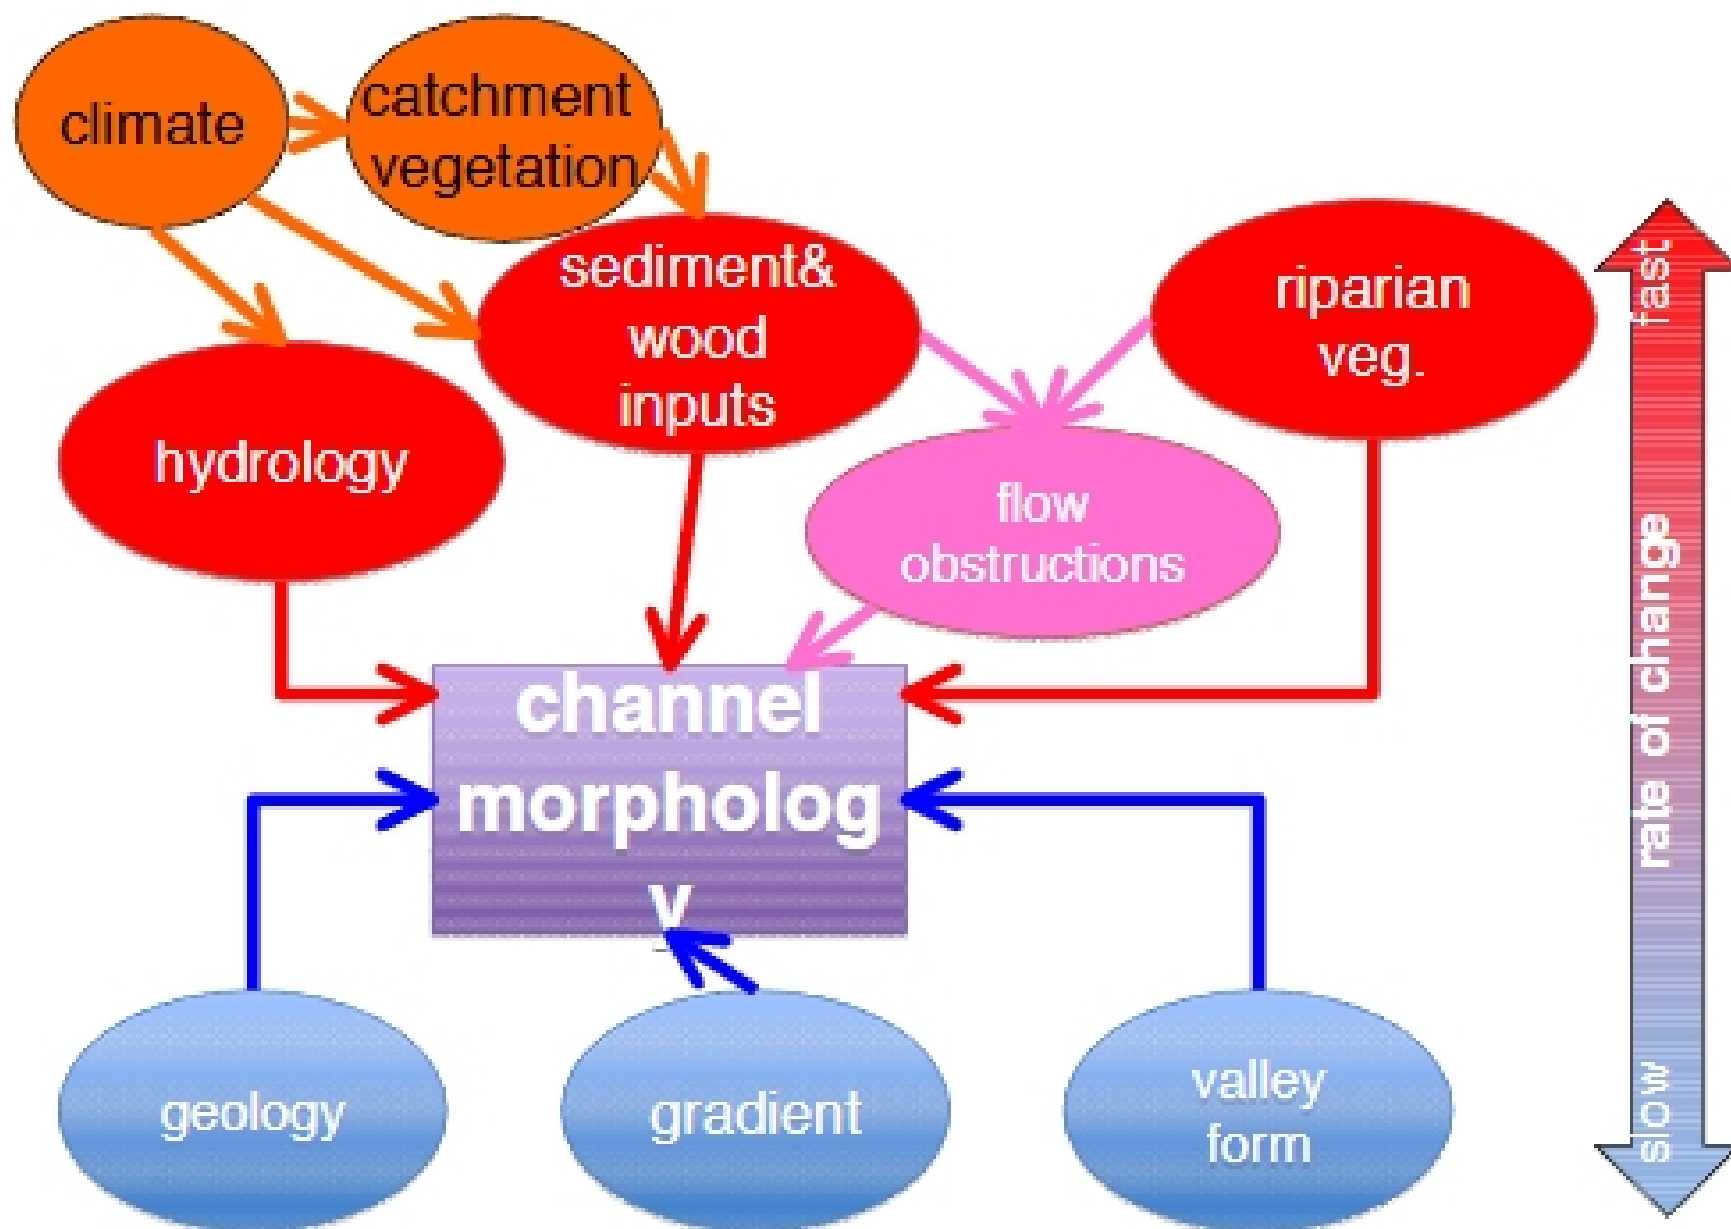 climate
catchment
vegetation
sediment&
wood
inputs
riparian
veg.
hydrology
flow
obstructions
channel
morpholog
y
geology
gradient
valley
form
fast
rate of change
slow